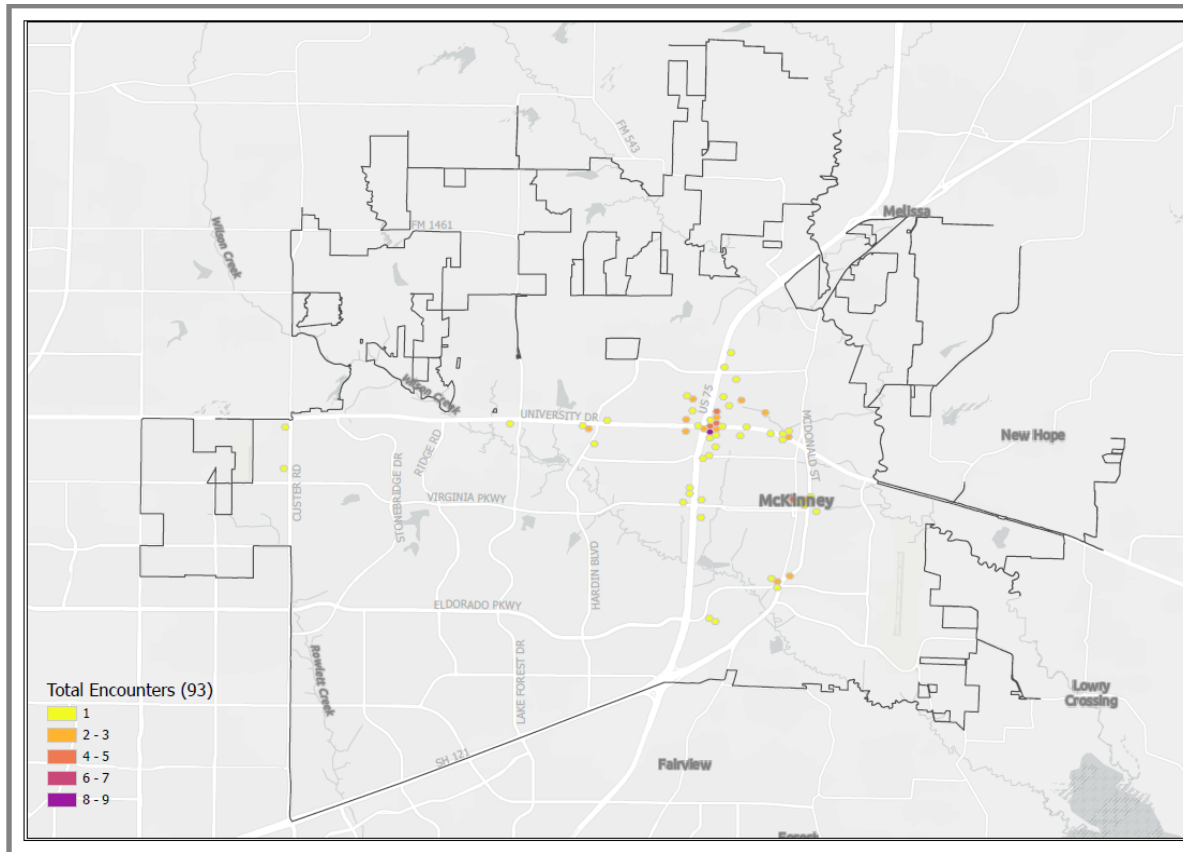 FM 543
Melissa
Wilson Creek
FM 1461
US 75
Wilson Creek
UNIVERSITY DR
RIDGE RD
MCDONALD ST
New Hope
CUSTER RD
STONEBRIDGE DR
VIRGINIA PKWY
McKinney
HARDIN BLVD
ELDORADO PKWY
Rowlett Creek
LAKE FOREST DR
Lowry
Crossing
SH 121
Fairview
Total Encounters (93)
1
2 - 3
4 - 5
6 - 7
8 - 9